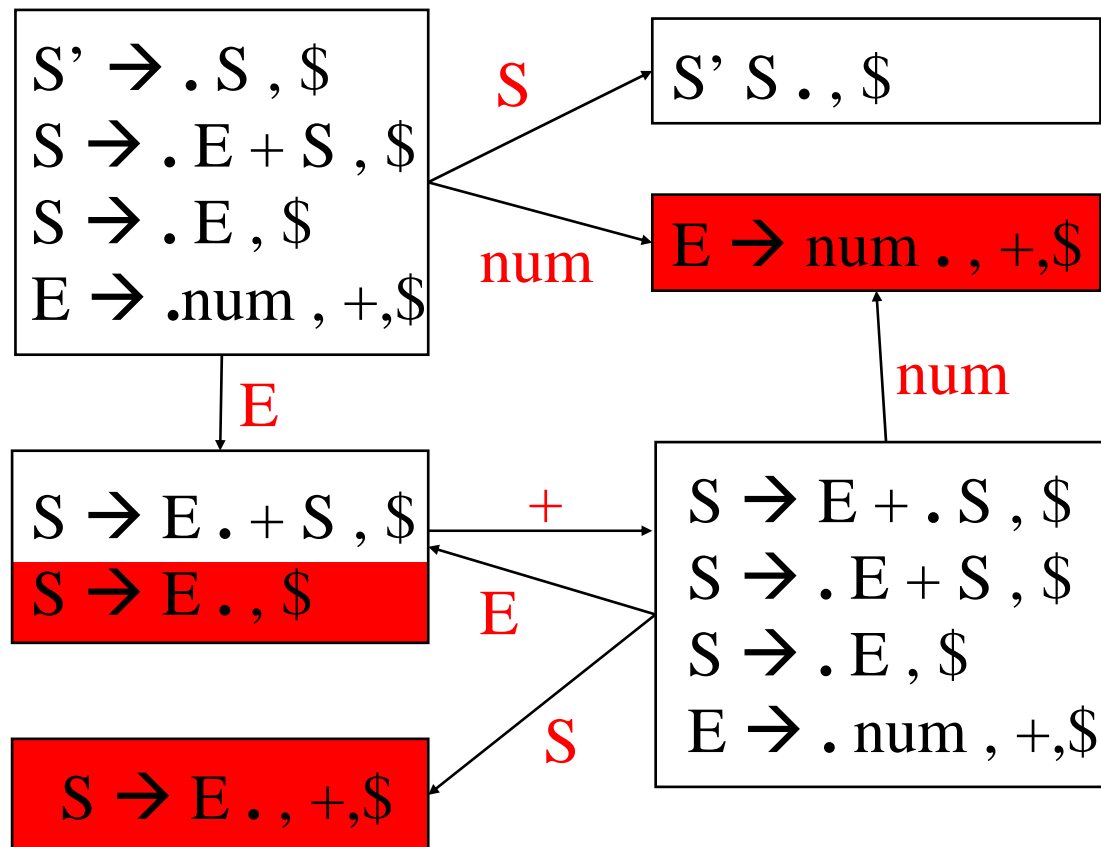 S’ → . S , $
S → . E + S , $
S → . E , $
E → .num , +,$
S
S’ S . , $
num
E → num . , +,$
E
num
S → E . + S , $
S → E . , $
+
E
S → E + . S , $
S → . E + S , $
S → . E , $
E → . num , +,$
S
S → E . , +,$